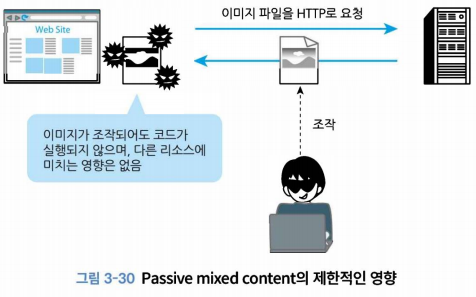 이미지 파일을 HTTP로 요청
Web Site
조작
이미지가 조작되어도 코드가
실행되지 않으며, 다른 리소스에
미치는 영향은 없음
그림 3-30 Passive mixed content의 제한적인 영향